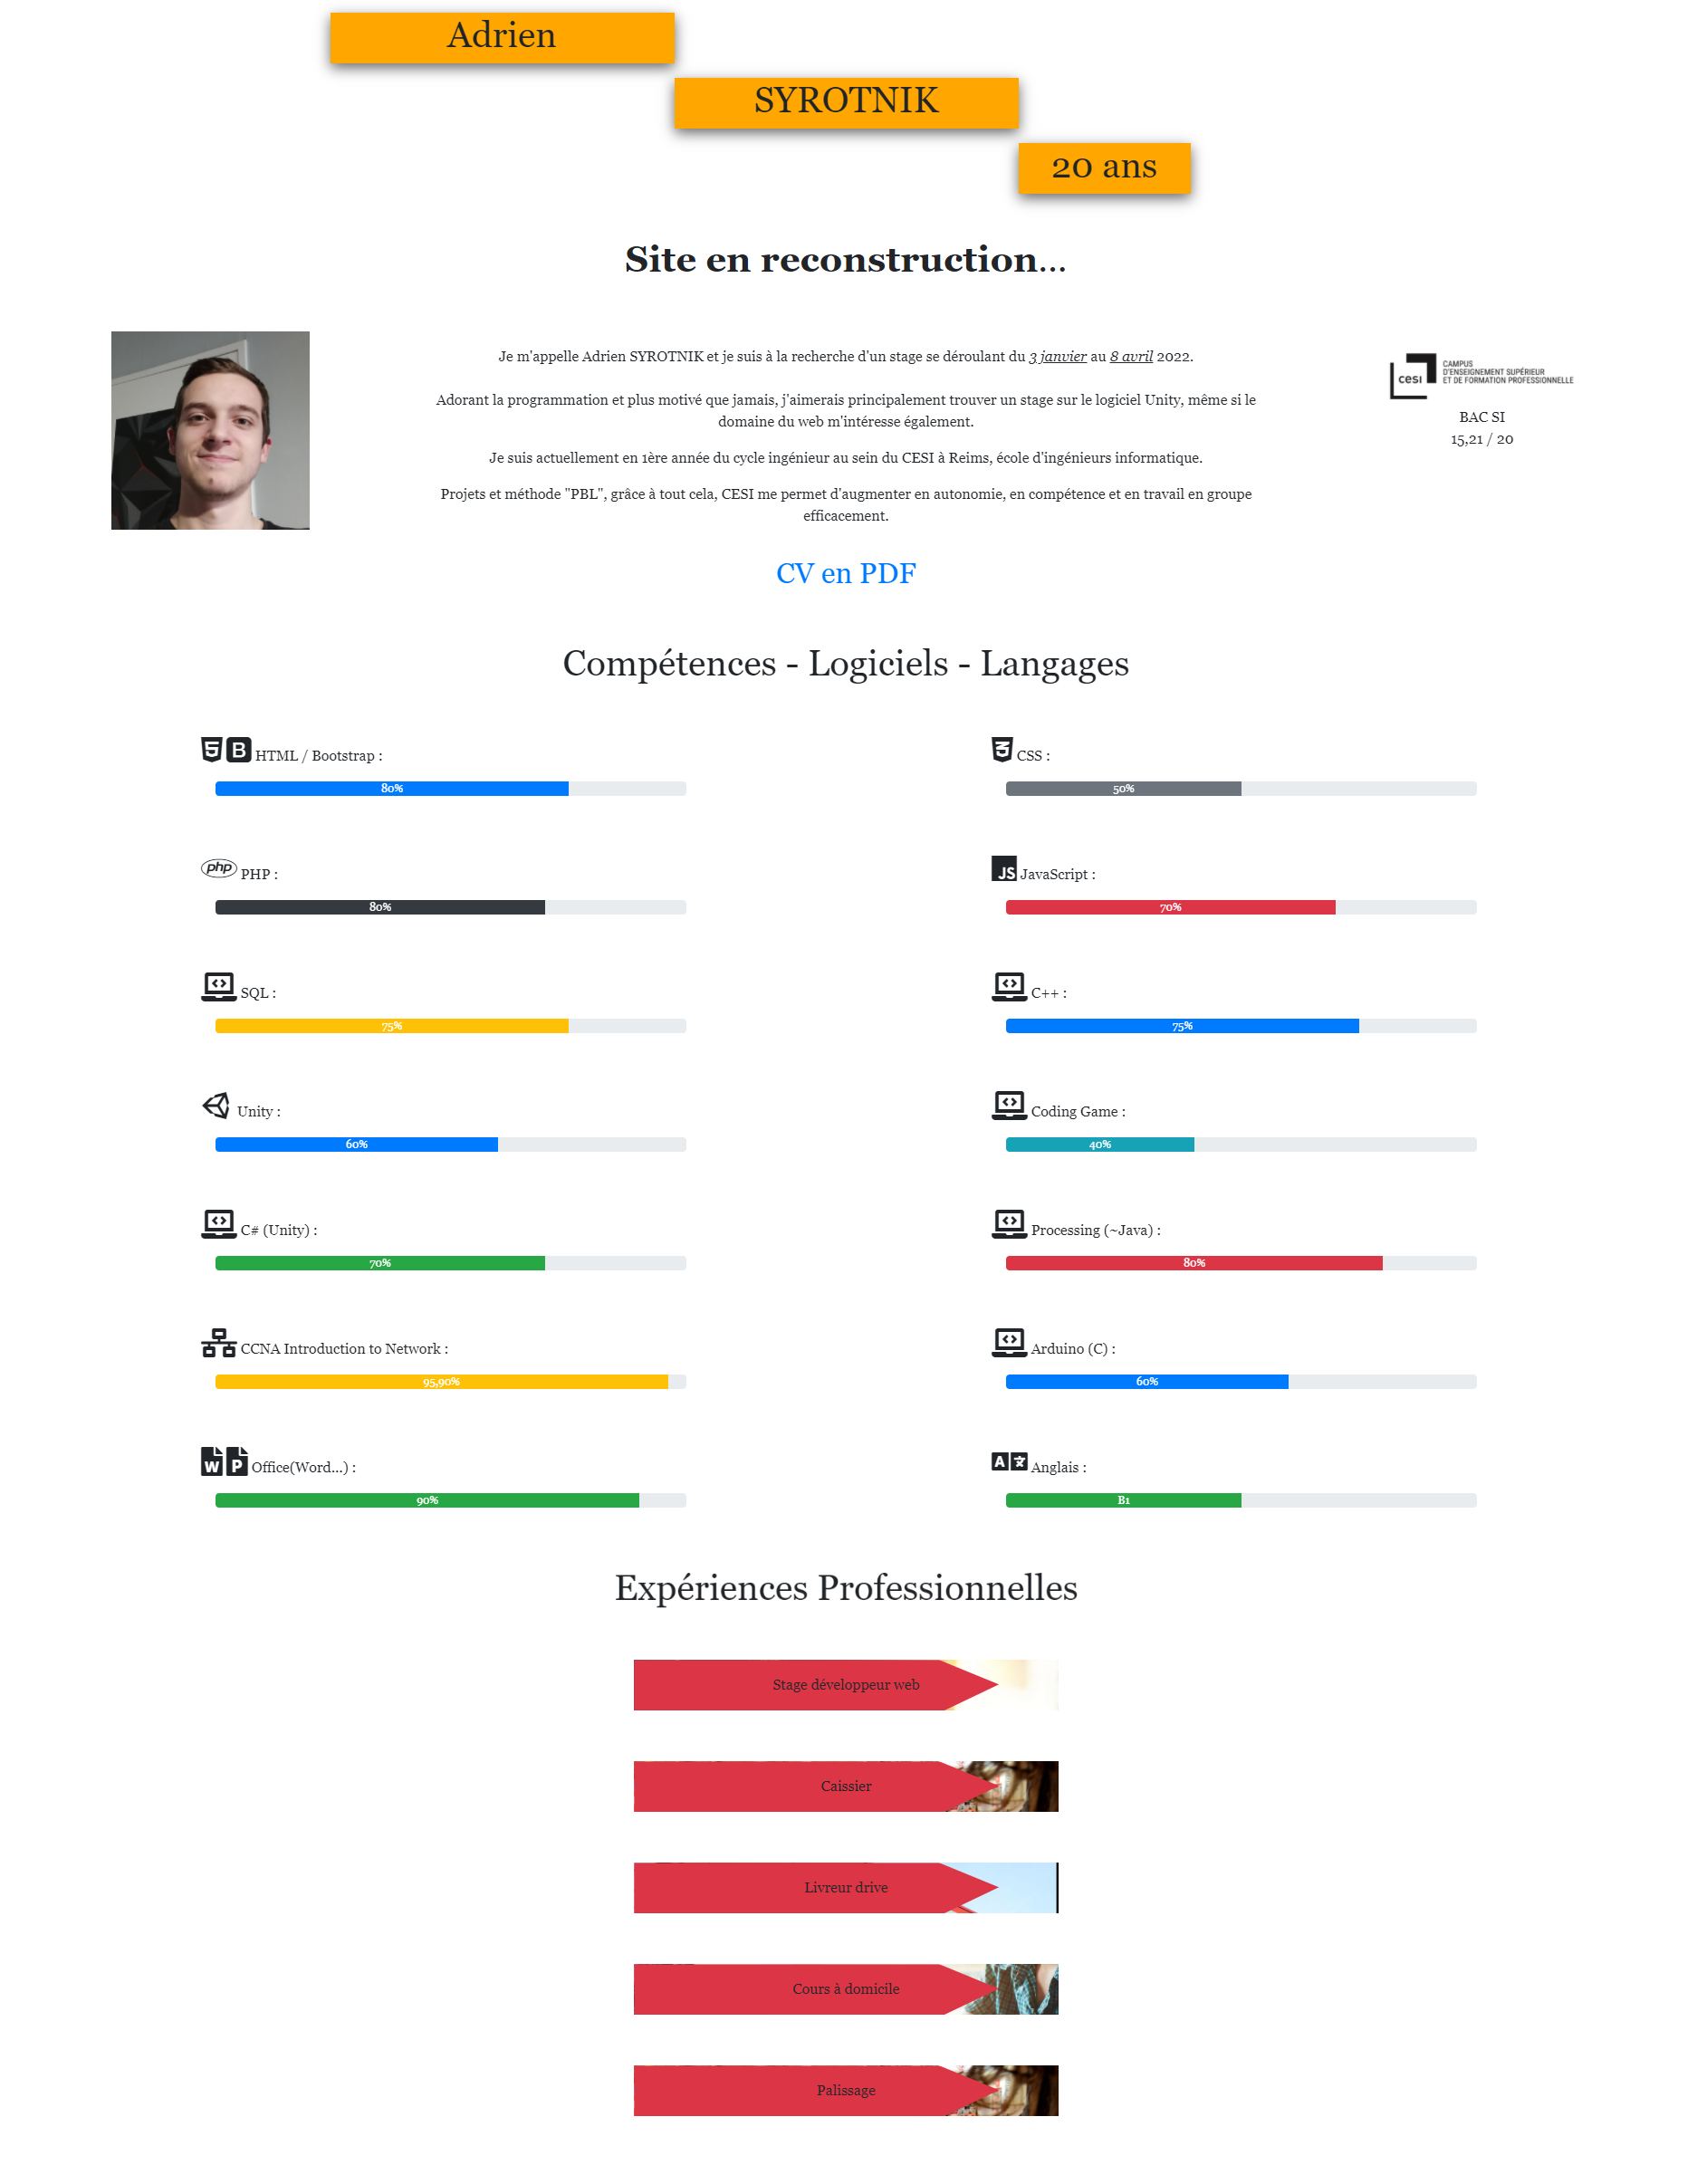 Adrien
SYROTNIK
20 ans
Site en reconstruction...
Je m'appelle Adrien SYROTNIK et je suis à la recherche d'un stage se déroulant du 3 janvier au 8 avril 2022.
Adorant la programmation et plus motivé que jamais, j'aimerais principalement trouver un stage sur le logiciel Unity, même si le
domaine du web m'intéresse également.
Je suis actuellement en 1ère année du cycle ingénieur au sein du CESI à Reims, école d'ingénieurs informatique.
Projets et méthode "PBL", grâce à tout cela, CESI me permet d'augmenter en autonomie, en compétence et en travail en groupe
efficacement.
cesi
CAMPUS
D'ENSEIGNEMENT SUPÉRIEUR
ET DE FORMATION PROFESSIONNELLE
BAC SI
15,21 / 20
CV en PDF
Compétences - Logiciels - Langages
5 B HTML / Bootstrap :
80%
3 CSS :
50%
php PHP :
80%
JS JavaScript :
70%
SQL :
75%
C++ :
75%
Unity :
60%
Coding Game :
40%
C# (Unity) :
70%
Processing (~Java) :
80%
CCNA Introduction to Network :
95,90%
Arduino (C) :
60%
W P Office(Word...) :
90%
A 文 Anglais :
B1
Expériences Professionnelles
Stage développeur web
Caissier
Livreur drive
Cours à domicile
Palissage